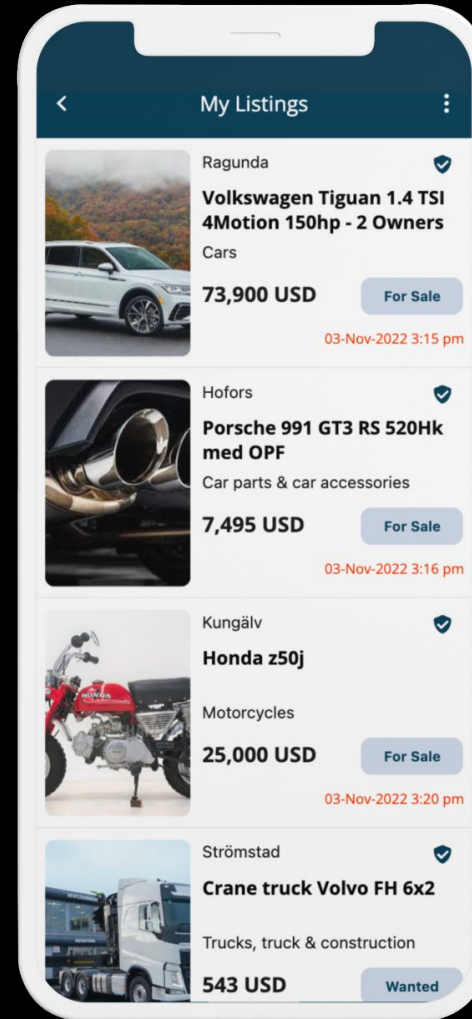 My Listings
Ragunda
Volkswagen Tiguan 1.4 TSI
4Motion 150hp - 2 Owners
Cars
73,900 USD
For Sale
03-Nov-2022 3:15 pm
Hofors
Porsche 991 GT3 RS 520Hk
med OPF
Car parts & car accessories
7,495 USD
For Sale
03-Nov-2022 3:16 pm
HONDA
Kungälv
Honda z50j
Motorcycles
25,000 USD
For Sale
03-Nov-2022 3:20 pm
Strömstad
Crane truck Volvo FH 6x2
Trucks, truck & construction
543 USD
Wanted